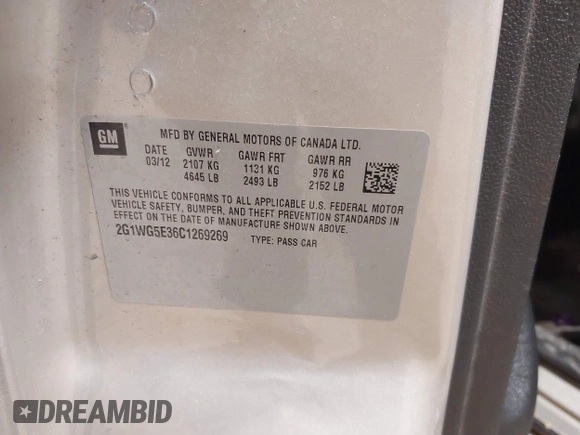 GM
MFD BY GENERAL MOTORS OF CANADA LTD.
DATE GVWR GAWR FRT GAWR RR
03/12 2107 KG 1131 KG 976 KG
4645 LB 2493 LB 2152 LB
THIS VEHICLE CONFORMS TO ALL APPLICABLE U.S. FEDERAL MOTOR
VEHICLE SAFETY, BUMPER, AND THEFT PREVENTION STANDARDS IN
EFFECT ON THE DATE OF MANUFACTURE SHOWN ABOVE.
2G1WG5E36C1269269 TYPE: PASS CAR
DREAMBID